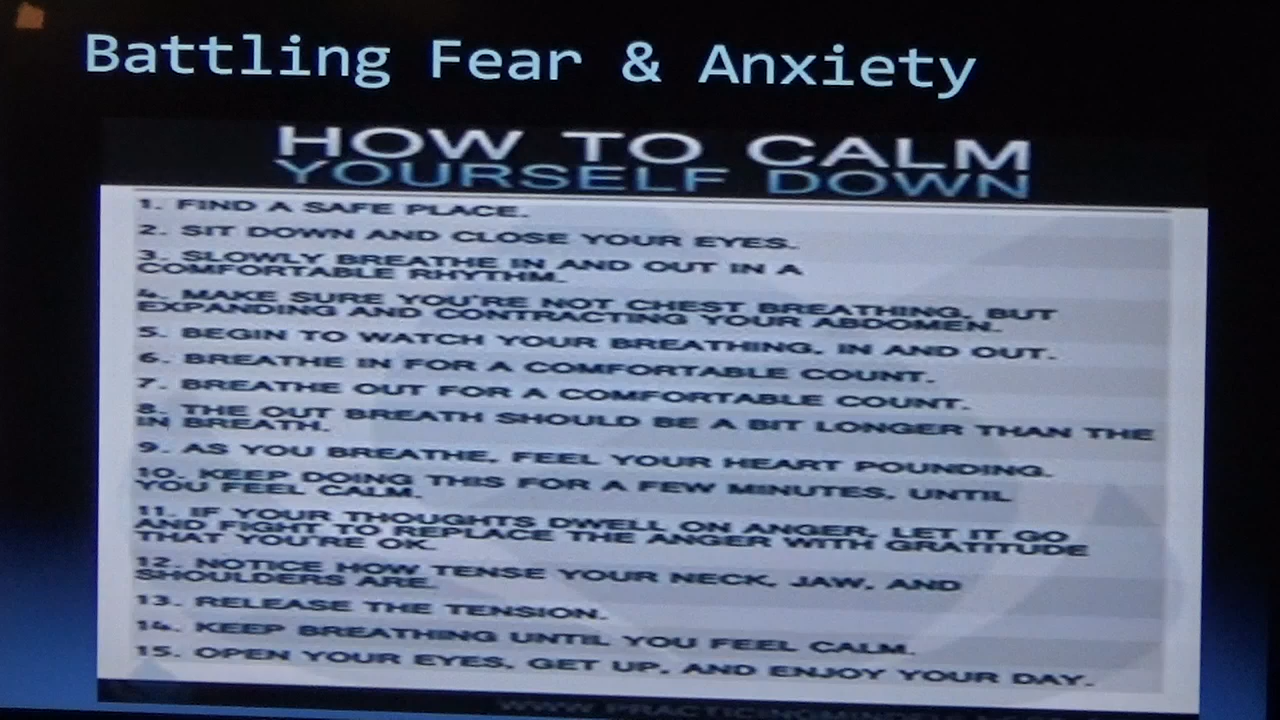 Battling Fear & Anxiety
HOW TO CALM
YOURSELF DOWN
1. FIND A SAFE PLACE.
2. SIT DOWN AND CLOSE YOUR EYES.
3. SLOWLY BREATHE IN AND OUT IN A
COMFORTABLE RHYTHM.
4. MAKE SURE YOU'RE NOT CHEST BREATHING, BUT
EXPANDING AND CONTRACTING YOUR ABDOMEN.
5. BEGIN TO WATCH YOUR BREATHING, IN AND OUT.
6. BREATHE IN FOR A COMFORTABLE COUNT.
7. BREATHE OUT FOR A COMFORTABLE COUNT.
8. THE OUT BREATH SHOULD BE A BIT LONGER THAN THE
IN BREATH.
9. AS YOU BREATHE, FEEL YOUR HEART POUNDING.
10. KEEP DOING THIS FOR A FEW MINUTES, UNTIL
YOU FEEL CALM.
11. IF YOUR THOUGHTS DWELL ON ANGER, LET IT GO
AND FIGHT TO REPLACE THE ANGER WITH GRATITUDE
THAT YOU'RE OK.
12. NOTICE HOW TENSE YOUR NECK, JAW, AND
SHOULDERS ARE.
13. RELEASE THE TENSION.
14. KEEP BREATHING UNTIL YOU FEEL CALM.
15. OPEN YOUR EYES, GET UP, AND ENJOY YOUR DAY.